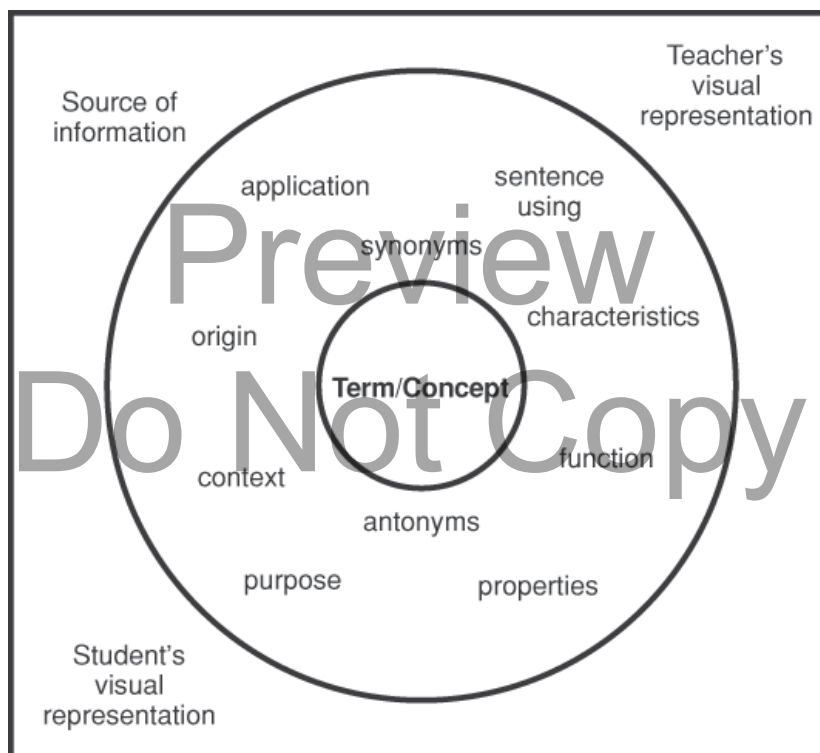 Teacher's
visual
representation
Source of
information
application
sentence
using
Preview
synonyms
characteristics
origin
Term/Concept
Do Not Copy
function
context
antonyms
purpose
properties
Student's
visual
representation